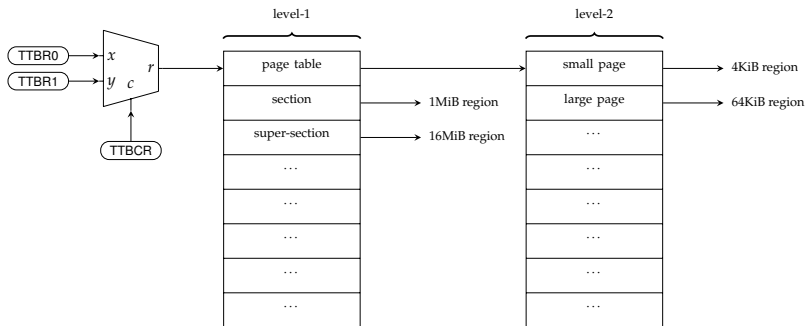 level-1
level-2
TTBR0
x
TTBR1
y
c
r
TTBCR
page table
section
super-section
...
...
...
...
...
1MiB region
16MiB region
small page
large page
...
...
...
...
...
...
4KiB region
64KiB region